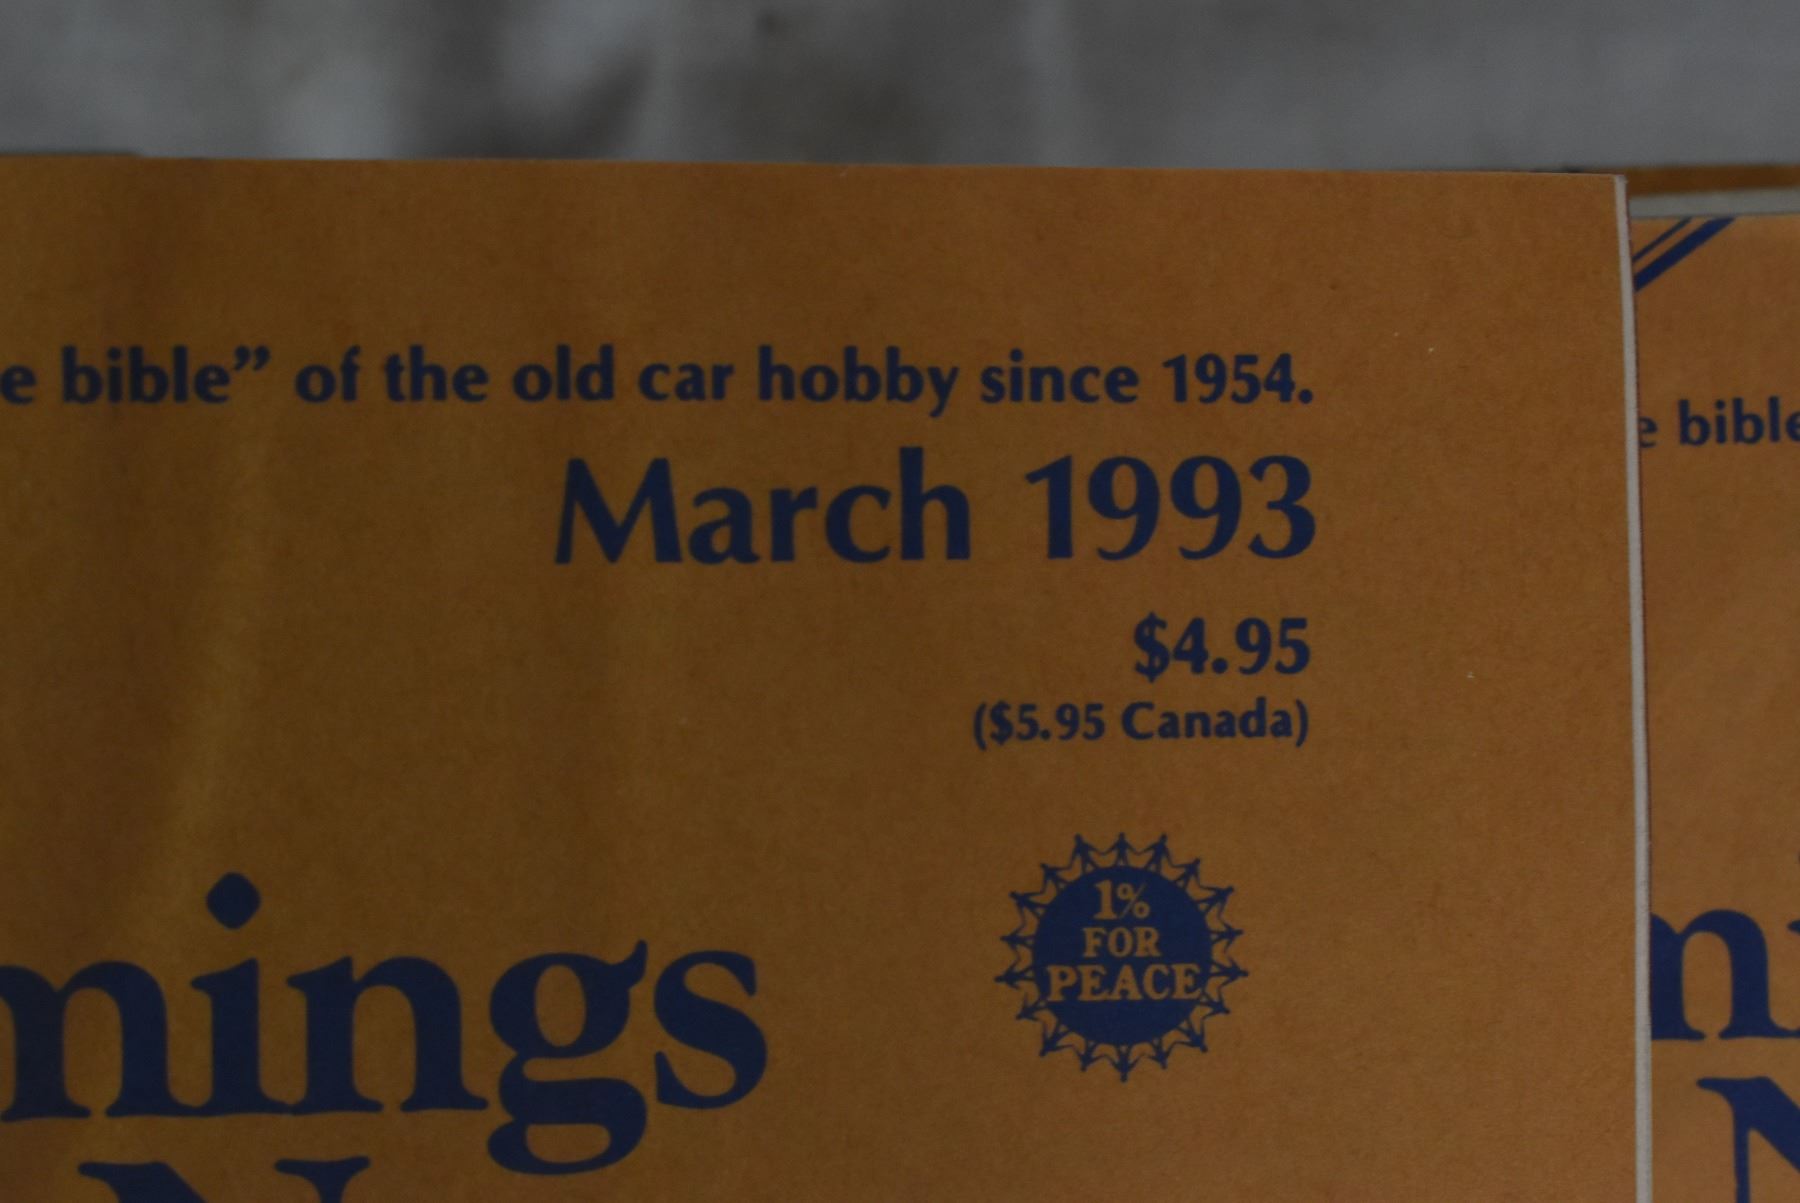 e bible” of the old car hobby since 1954.
March 1993
$4.95
($5.95 Canada)
1%
FOR
PEACE
mings
N
e bible
ni
N